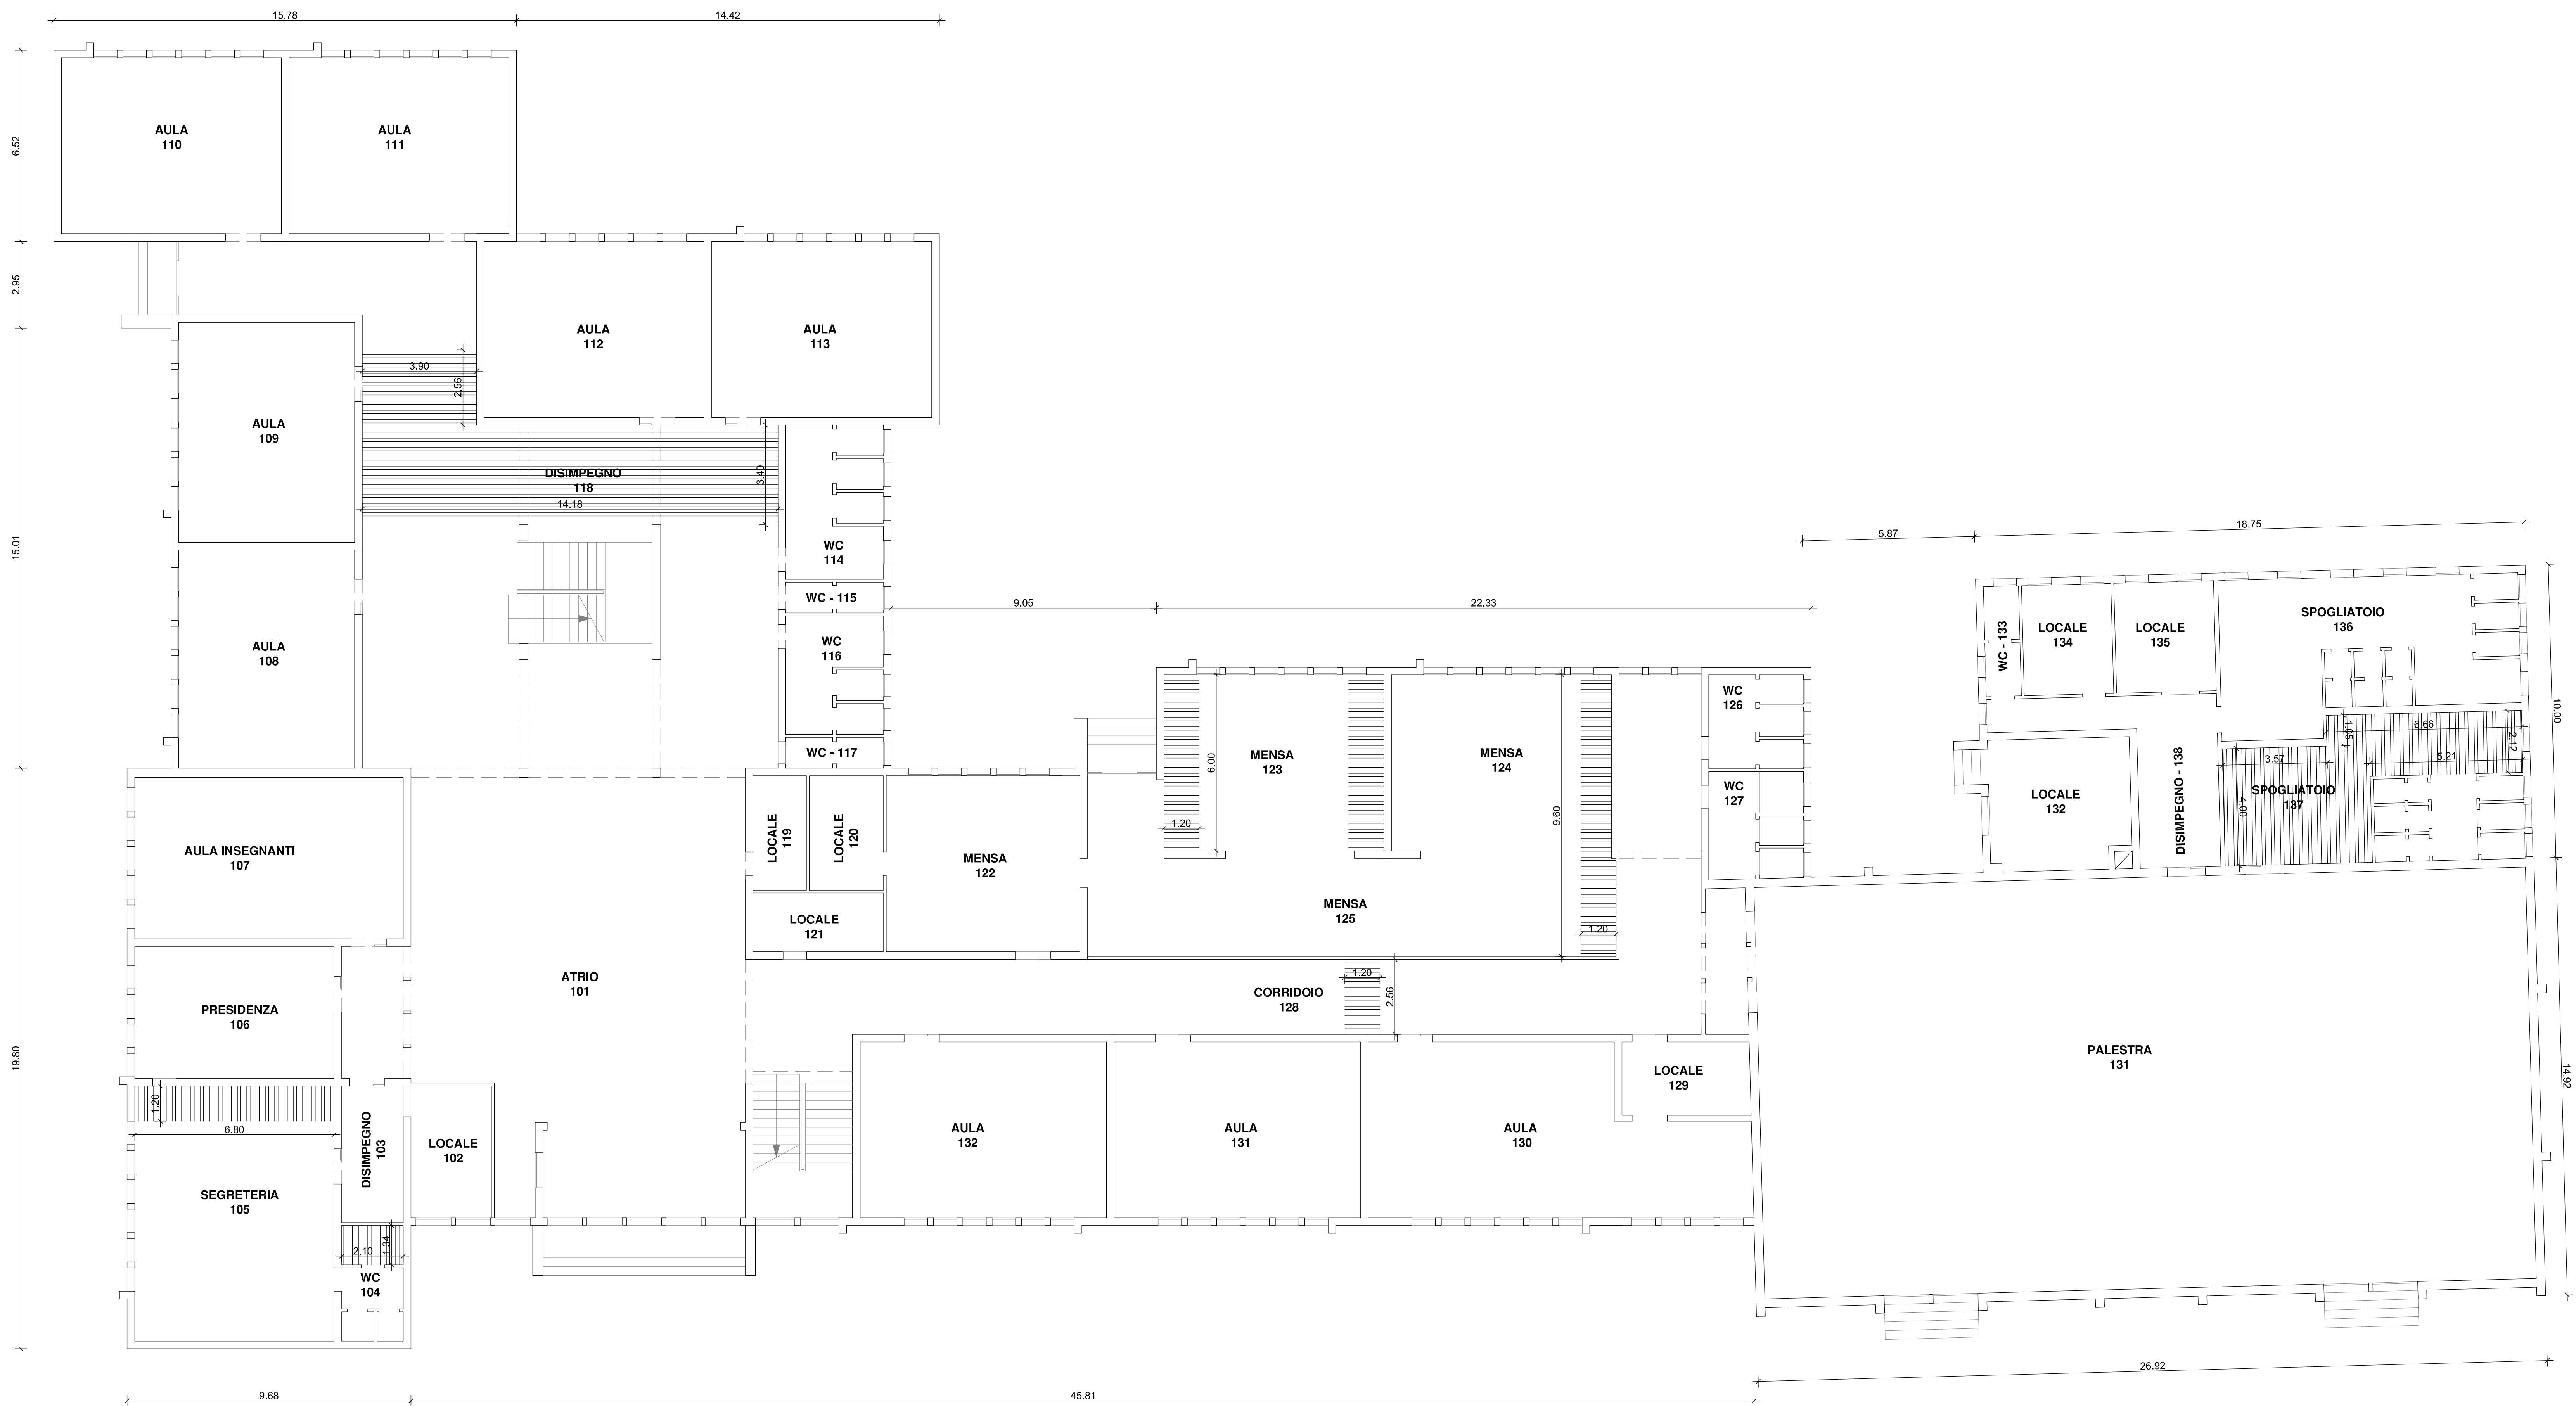 15.78
14.42
6.52
2.95
15.01
19.80
AULA
110
AULA
111
AULA
112
AULA
113
3.90
2.56
AULA
109
DISIMPEGNO
118
14.18
3.40
WC
114
WC - 115
WC
116
WC - 117
AULA
108
9.05
22.33
5.87
18.75
10.00
14.92
WC - 133
LOCALE
134
LOCALE
135
SPOGLIATOIO
136
6.66
1.05
2.12
5.21
3.57
4.00
SPOGLIATOIO
137
DISIMPEGNO - 138
LOCALE
132
WC
126
WC
127
MENSA
123
6.00
1.20
MENSA
124
9.60
1.20
MENSA
125
MENSA
122
LOCALE
119
LOCALE
120
LOCALE
121
AULA INSEGNANTI
107
ATRIO
101
PRESIDENZA
106
CORRIDOIO
128
1.20
2.56
PALESTRA
131
LOCALE
129
1.20
6.80
DISIMPEGNO
103
LOCALE
102
AULA
132
AULA
131
AULA
130
SEGRETERIA
105
2.10
1.34
WC
104
26.92
9.68
45.81